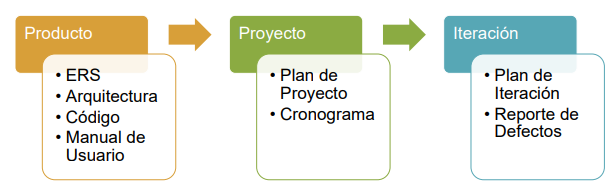 Producto
• ERS
• Arquitectura
• Código
• Manual de
Usuario
Proyecto
• Plan de
Proyecto
• Cronograma
Iteración
• Plan de
Iteración
• Reporte de
Defectos